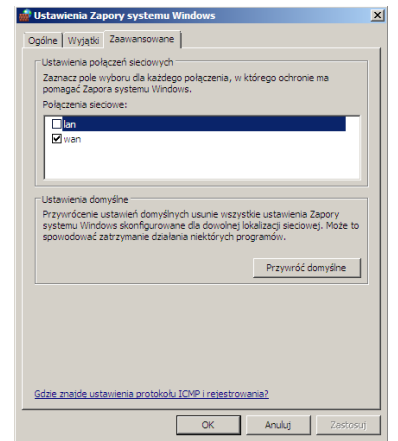 Ustawienia Zapory systemu Windows
Ogólne Wyjątki Zaawansowane
Ustawienia połączeń sieciowych
Zaznacz pole wyboru dla każdego połączenia, w którego ochronie ma
pomagać Zapora systemu Windows.
Połączenia sieciowe:
lan
wan
Ustawienia domyślne
Przywrócenie ustawień domyślnych usunie wszystkie ustawienia Zapory
systemu Windows skonfigurowane dla dowolnej lokalizacji sieciowej. Może to
spowodować zatrzymanie działania niektórych programów.
Przywróć domyślne
Gdzie znajdę ustawienia protokołu ICMP i rejestrowania?
OK Anuluj Zastosuj